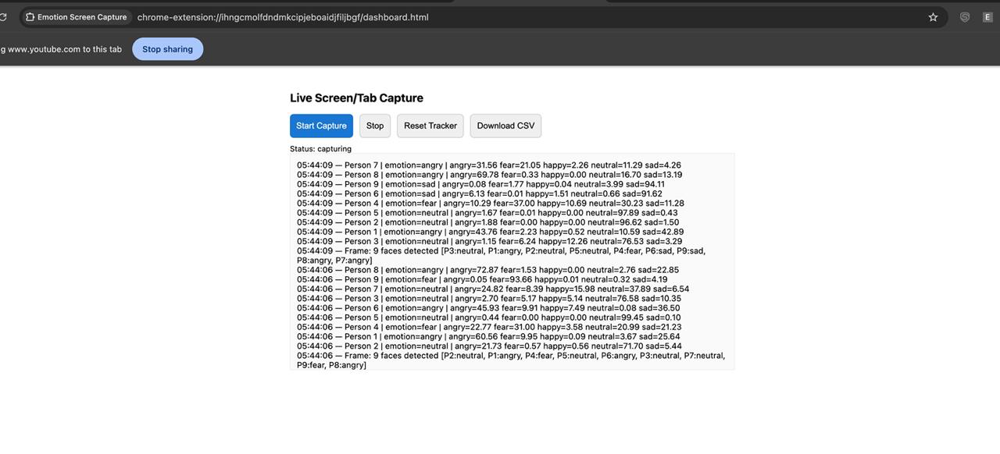 Emotion Screen Capture chrome-extension://ihngcmolfdndmkcipjeboaidjfiljbgf/dashboard.html E
g www.youtube.com to this tab Stop sharing
Live Screen/Tab Capture
Start Capture Stop Reset Tracker Download CSV
Status: capturing
05:44:09 — Person 7 | emotion=angry | angry=31.56 fear=21.05 happy=2.26 neutral=11.29 sad=4.26
05:44:09 — Person 8 | emotion=angry | angry=69.78 fear=0.33 happy=0.00 neutral=16.70 sad=13.19
05:44:09 — Person 9 | emotion=sad | angry=0.08 fear=1.77 happy=0.04 neutral=3.99 sad=94.11
05:44:09 — Person 6 | emotion=sad | angry=6.13 fear=0.01 happy=1.51 neutral=0.66 sad=91.62
05:44:09 — Person 4 | emotion=fear | angry=10.29 fear=37.00 happy=10.69 neutral=30.23 sad=11.28
05:44:09 — Person 5 | emotion=neutral | angry=1.67 fear=0.01 happy=0.00 neutral=97.89 sad=0.43
05:44:09 — Person 2 | emotion=neutral | angry=1.88 fear=0.00 happy=0.00 neutral=96.62 sad=1.50
05:44:09 — Person 1 | emotion=angry | angry=43.76 fear=2.23 happy=0.52 neutral=10.59 sad=42.89
05:44:09 — Person 3 | emotion=neutral | angry=1.15 fear=6.24 happy=12.26 neutral=76.53 sad=3.29
05:44:09 — Frame: 9 faces detected [P3:neutral, P1:angry, P2:neutral, P5:neutral, P4:fear, P6:sad, P9:sad,
P8:angry, P7:angry]
05:44:06 — Person 8 | emotion=angry | angry=72.87 fear=1.53 happy=0.00 neutral=2.76 sad=22.85
05:44:06 — Person 9 | emotion=fear | angry=0.05 fear=93.66 happy=0.01 neutral=0.32 sad=4.19
05:44:06 — Person 7 | emotion=neutral | angry=24.82 fear=8.39 happy=15.98 neutral=37.89 sad=6.54
05:44:06 — Person 3 | emotion=neutral | angry=2.70 fear=5.17 happy=5.14 neutral=76.58 sad=10.35
05:44:06 — Person 6 | emotion=angry | angry=45.93 fear=9.91 happy=7.49 neutral=0.08 sad=36.50
05:44:06 — Person 5 | emotion=neutral | angry=0.44 fear=0.00 happy=0.00 neutral=99.45 sad=0.10
05:44:06 — Person 4 | emotion=fear | angry=22.77 fear=31.00 happy=3.58 neutral=20.99 sad=21.23
05:44:06 — Person 1 | emotion=angry | angry=60.56 fear=9.95 happy=0.09 neutral=3.67 sad=25.64
05:44:06 — Person 2 | emotion=neutral | angry=21.73 fear=0.57 happy=0.56 neutral=71.70 sad=5.44
05:44:06 — Frame: 9 faces detected [P2:neutral, P1:angry, P4:fear, P5:neutral, P6:angry, P3:neutral, P7:neutral,
P9:fear, P8:angry]